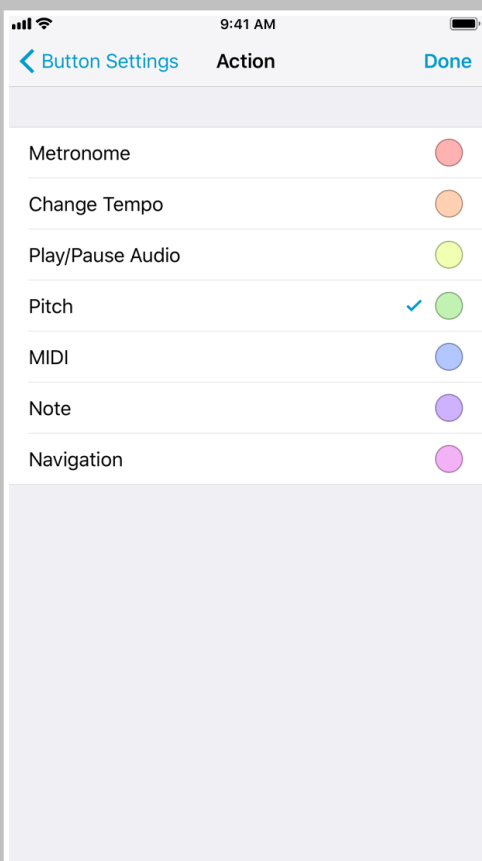 9:41 AM
Button Settings Action Done
Metronome
Change Tempo
Play/Pause Audio
Pitch
MIDI
Note
Navigation